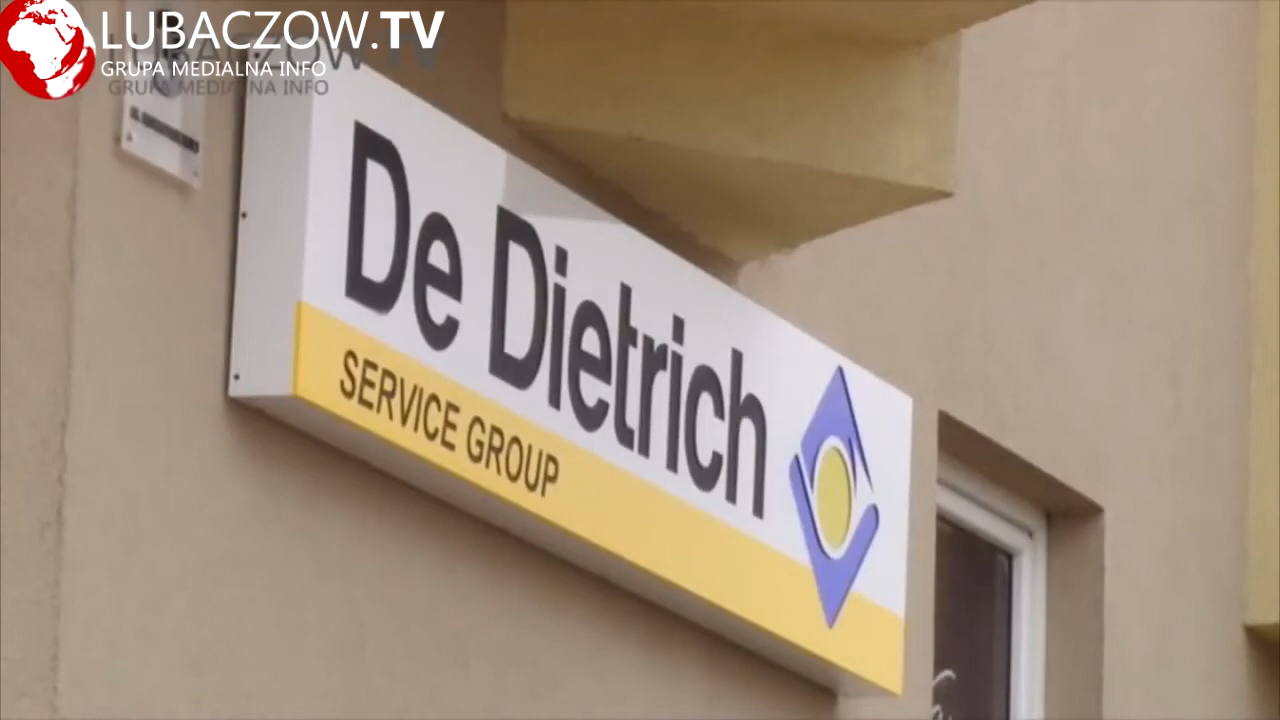 LUBACZOW.TV
GRUPA MEDIALNA INFO
De Dietrich
SERVICE GROUP